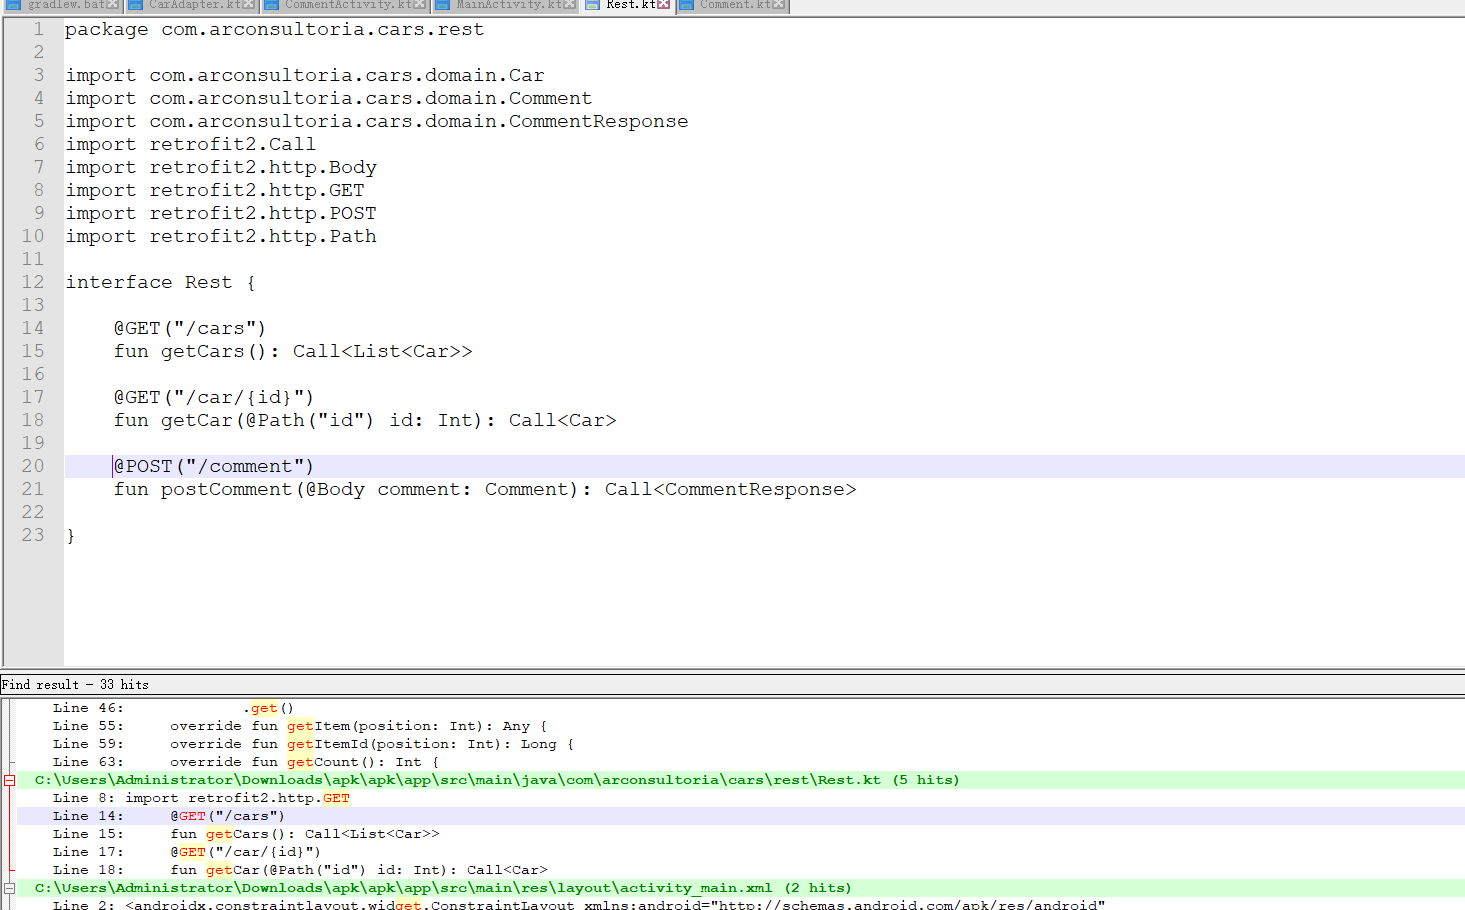 gradlew.bat CarAdapter.kt CommentActivity.kt MainActivity.kt Rest.kt Comment.kt
1 package com.arconsultoria.cars.rest
2
3 import com.arconsultoria.cars.domain.Car
4 import com.arconsultoria.cars.domain.Comment
5 import com.arconsultoria.cars.domain.CommentResponse
6 import retrofit2.Call
7 import retrofit2.http.Body
8 import retrofit2.http.GET
9 import retrofit2.http.POST
10 import retrofit2.http.Path
11
12 interface Rest {
13
14 @GET("/cars")
15 fun getCars(): Call<List<Car>>
16
17 @GET("/car/{id}")
18 fun getCar(@Path("id") id: Int): Call<Car>
19
20 @POST("/comment")
21 fun postComment(@Body comment: Comment): Call<CommentResponse>
22
23 }
Find result - 33 hits
Line 46: .get()
Line 55: override fun getItem(position: Int): Any {
Line 59: override fun getItemId(position: Int): Long {
Line 63: override fun getCount(): Int {
C:\Users\Administrator\Downloads\apk\apk\app\src\main\java\com\arconsultoria\cars\rest\Rest.kt (5 hits)
Line 8: import retrofit2.http.GET
Line 14: @GET("/cars")
Line 15: fun getCars(): Call<List<Car>>
Line 17: @GET("/car/{id}")
Line 18: fun getCar(@Path("id") id: Int): Call<Car>
C:\Users\Administrator\Downloads\apk\apk\app\src\main\res\layout\activity_main.xml (2 hits)
Line 2: <androidx.constraintlayout.widget.ConstraintLayout xmlns:android="http://schemas.android.com/apk/res/android"